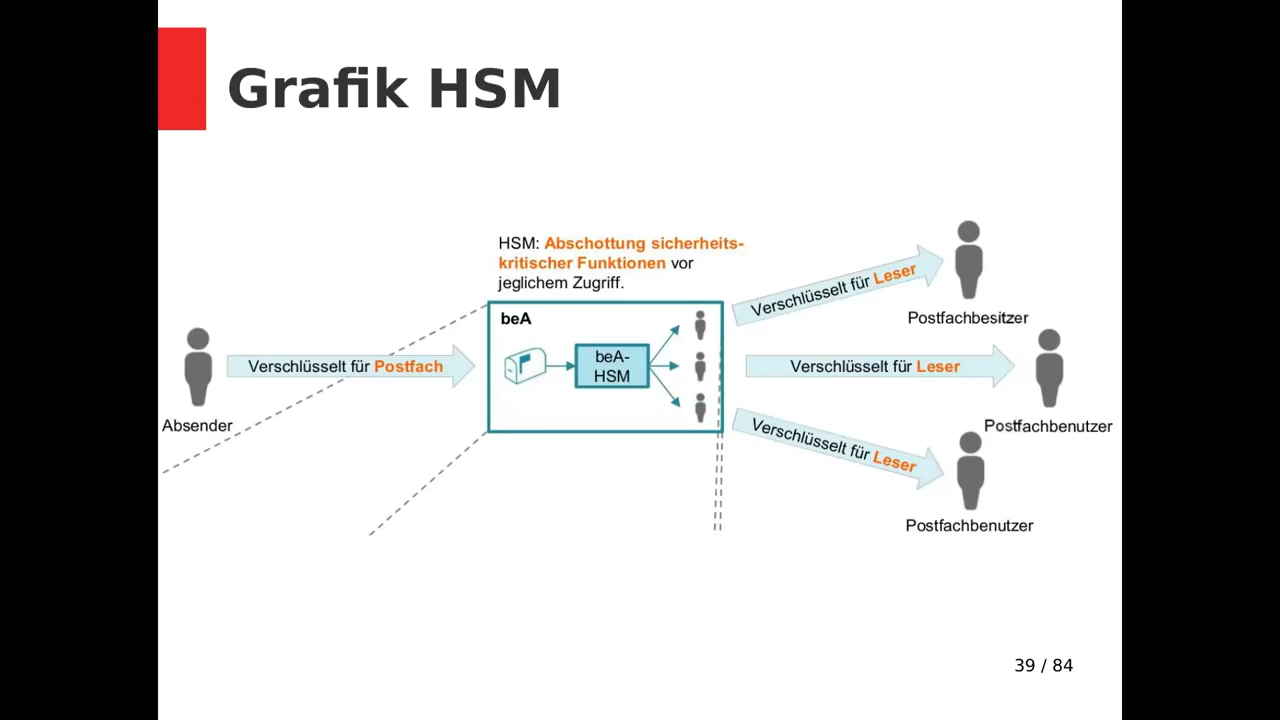 Grafik HSM
HSM: Abschottung sicherheits-
kritischer Funktionen vor
jeglichem Zugriff.
beA
beA-
HSM
Absender
Verschlüsselt für Postfach
Verschlüsselt für Leser
Postfachbesitzer
Verschlüsselt für Leser
Postfachbenutzer
Verschlüsselt für Leser
Postfachbenutzer
39 / 84